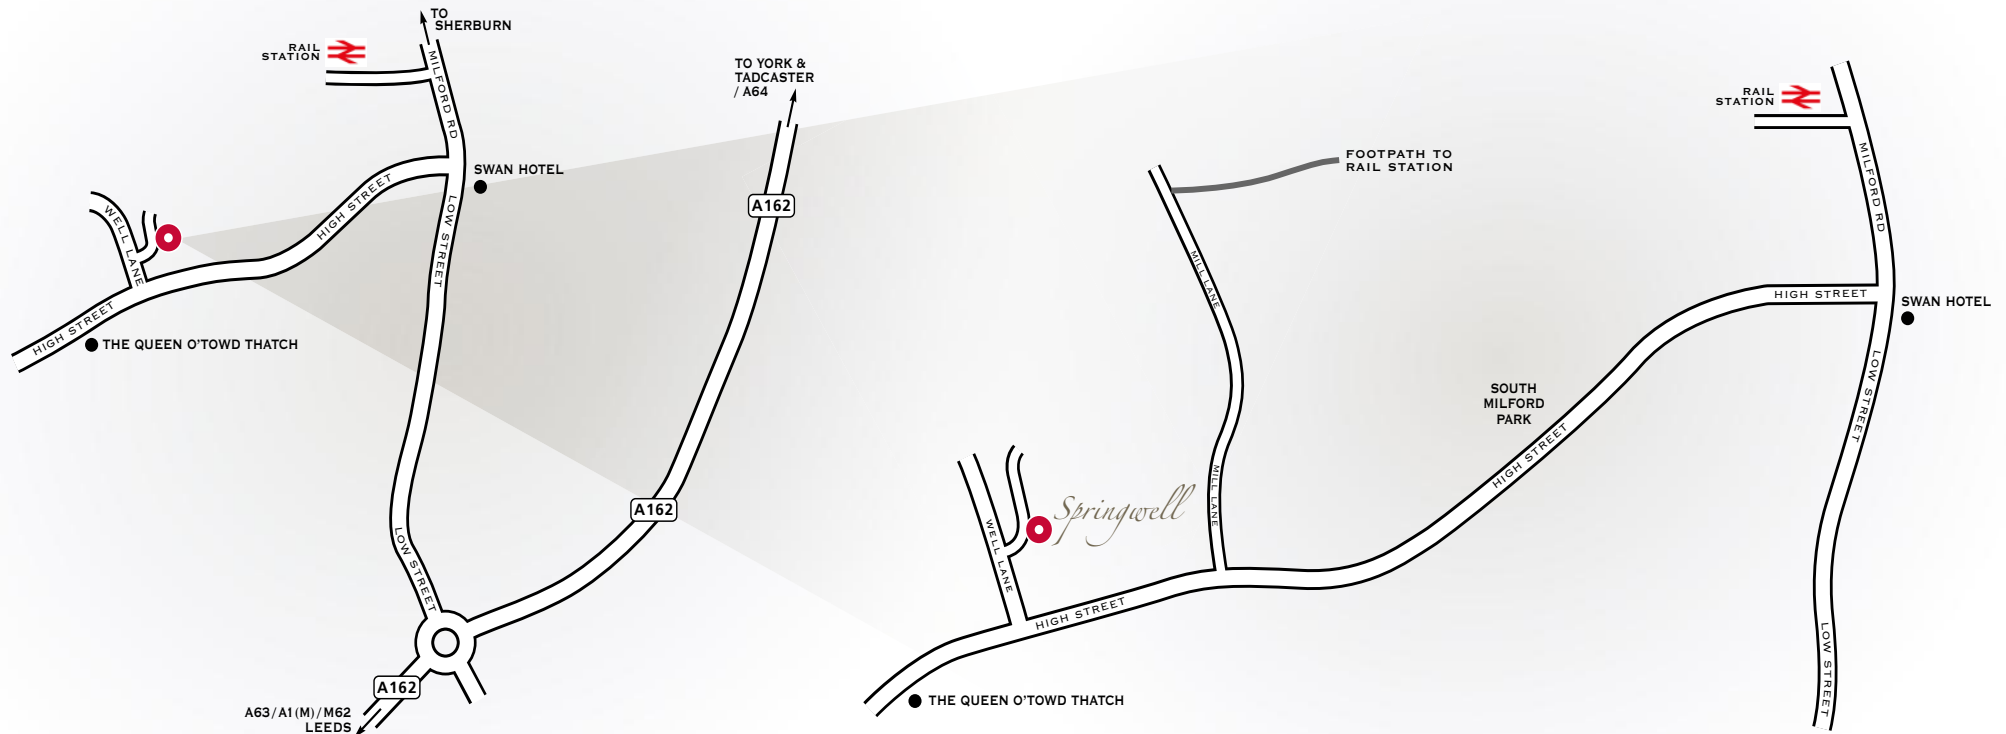 TO
SHERBURN
RAIL
STATION
MILFORD RD
TO YORK &
TADCASTER
/ A64
SWAN HOTEL
HIGH STREET
LOW STREET
A162
WELL LANE
HIGH STREET
THE QUEEN O'TOWD THATCH
A162
LOW STREET
A162
A63/A1(M)/M62
LEEDS
RAIL
STATION
MILFORD RD
FOOTPATH TO
RAIL STATION
MILL LANE
HIGH STREET
SWAN HOTEL
LOW STREET
SOUTH
MILFORD
PARK
HIGH STREET
MILL LANE
Springwell
WELL LANE
HIGH STREET
LOW STREET
THE QUEEN O'TOWD THATCH